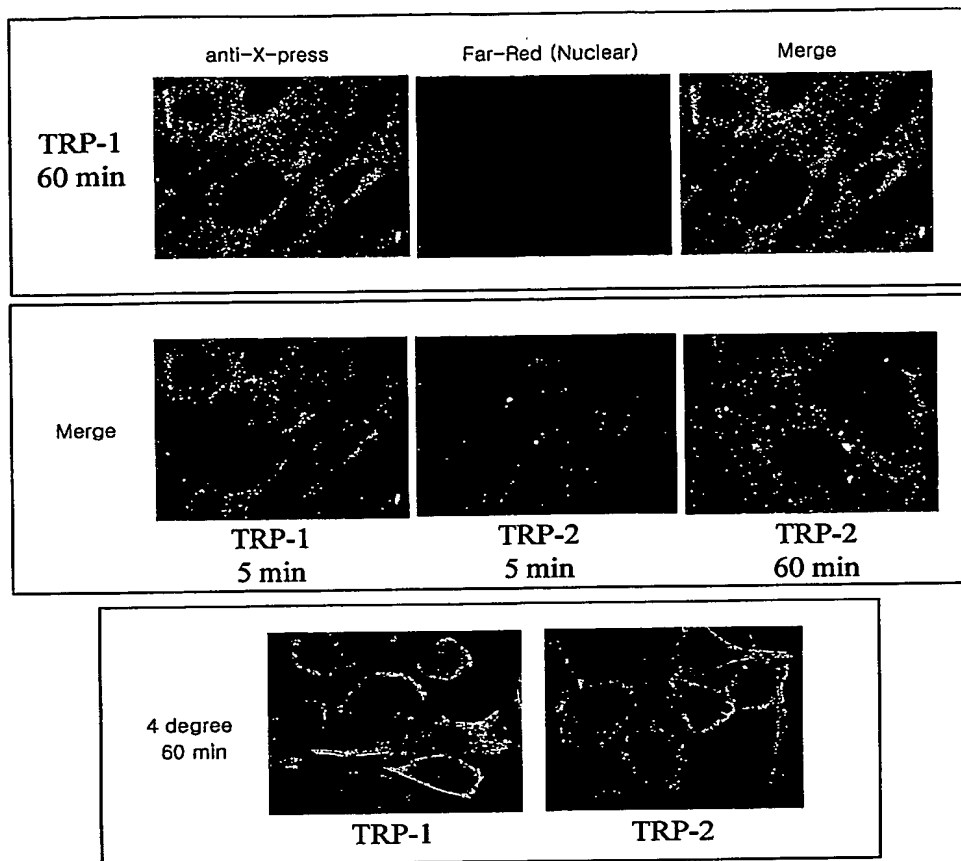 anti-X-press Far-Red (Nuclear) Merge
TRP-1
60 min
Merge
TRP-1 TRP-2 TRP-2
5 min 5 min 60 min
4 degree
60 min
TRP-1 TRP-2